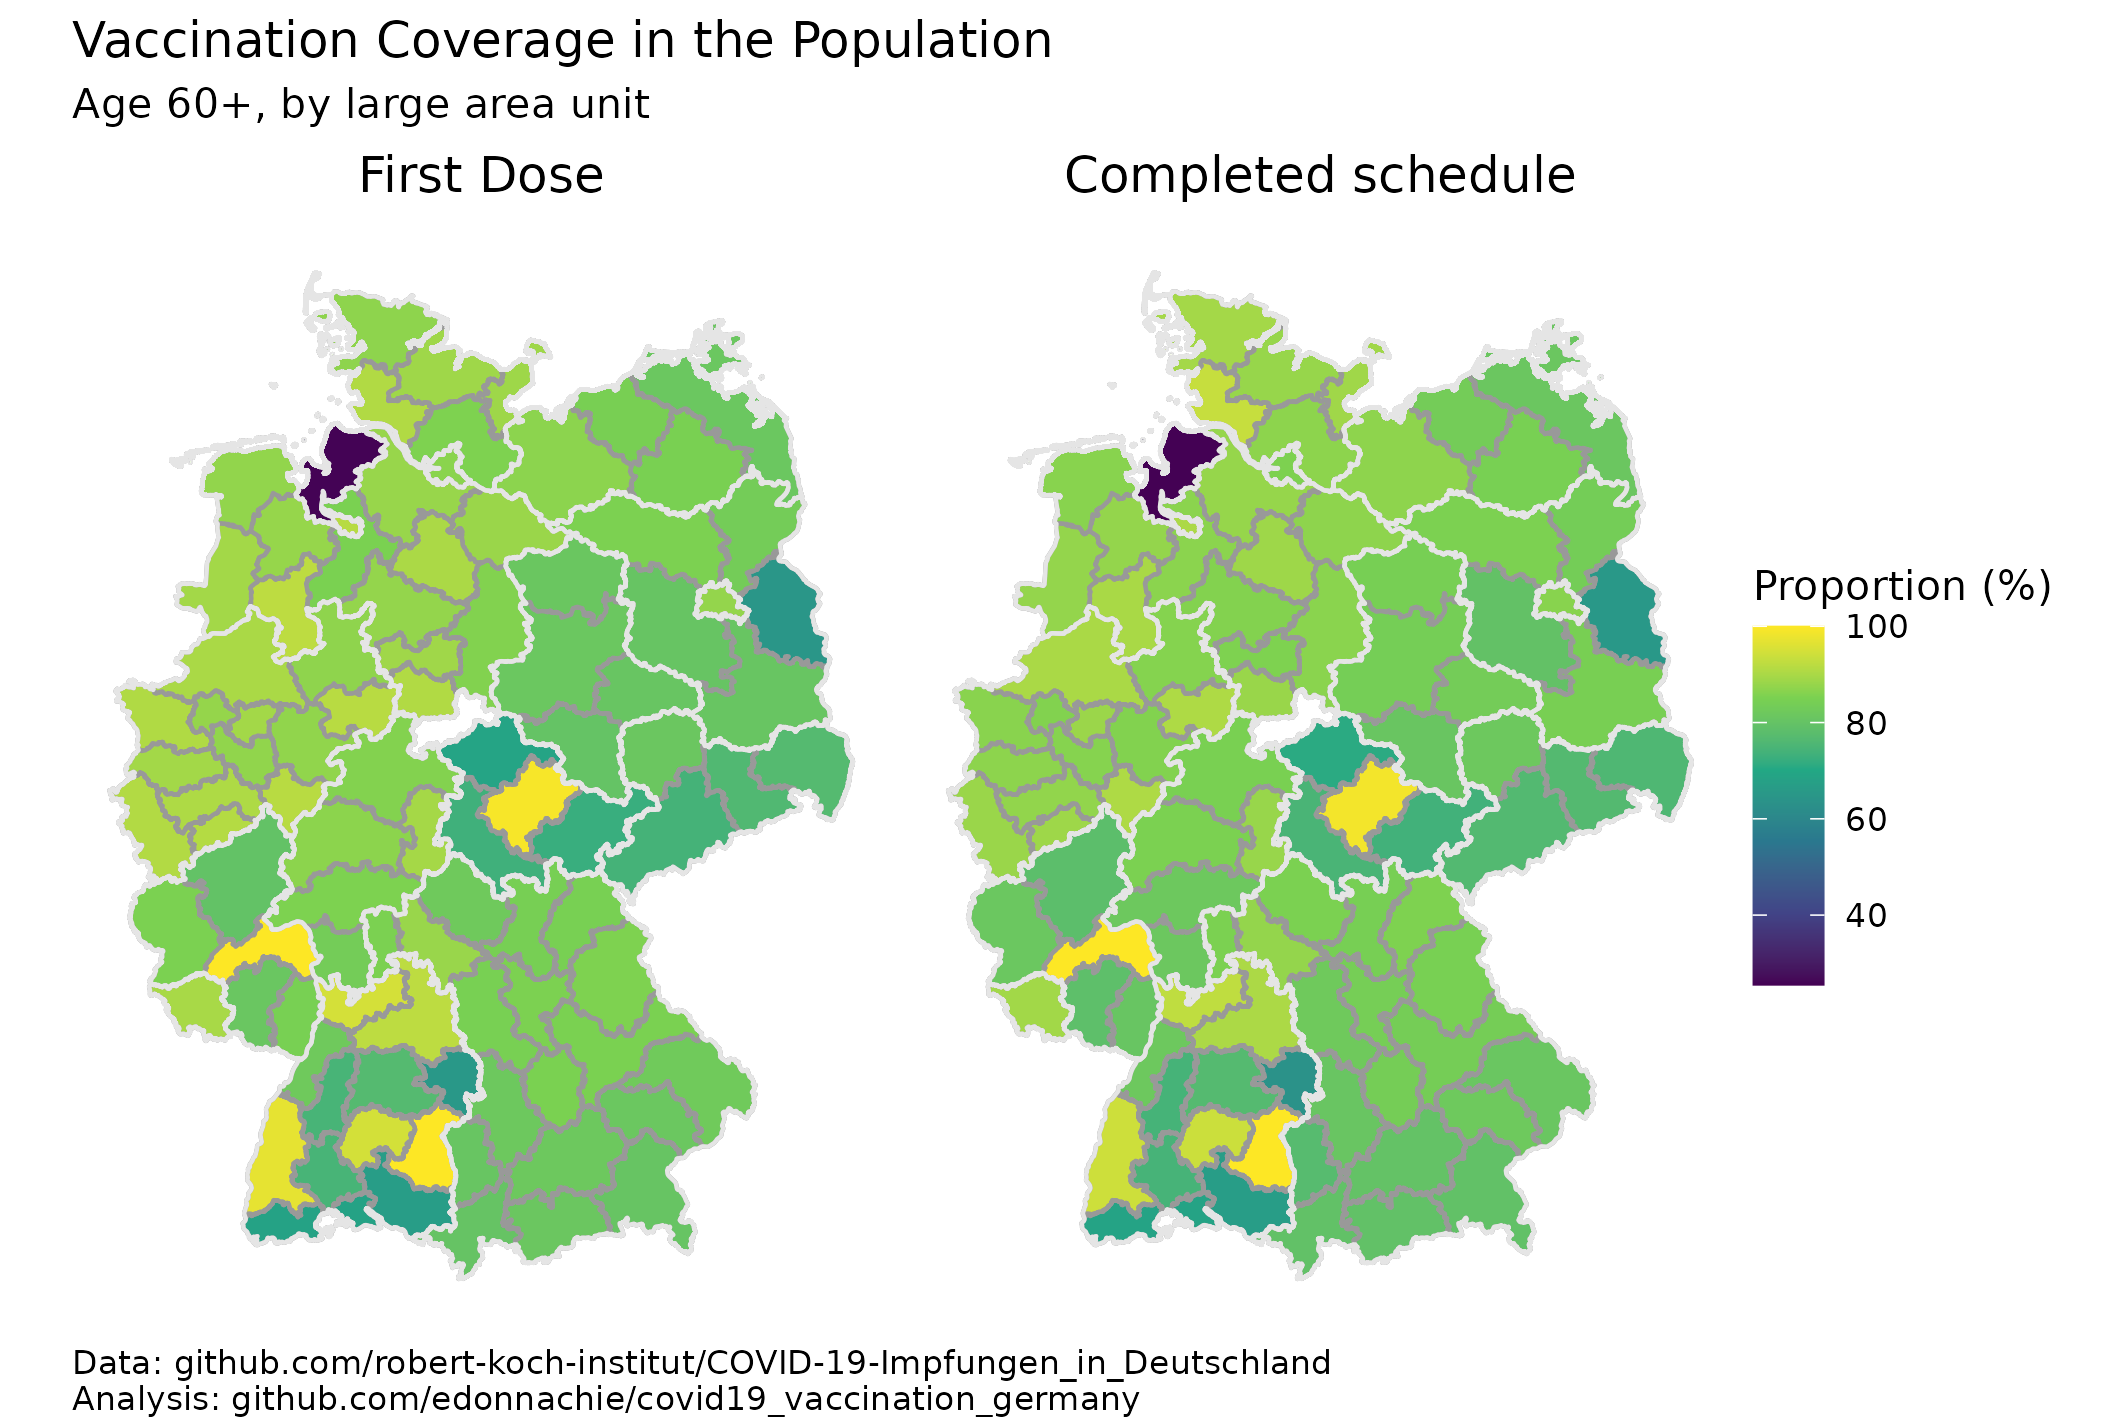 Vaccination Coverage in the Population
Age 60+, by large area unit
First Dose
Completed schedule
Proportion (%)
100
80
60
40
Data: github.com/robert-koch-institut/COVID-19-Impfungen_in_Deutschland
Analysis: github.com/edonnachie/covid19_vaccination_germany